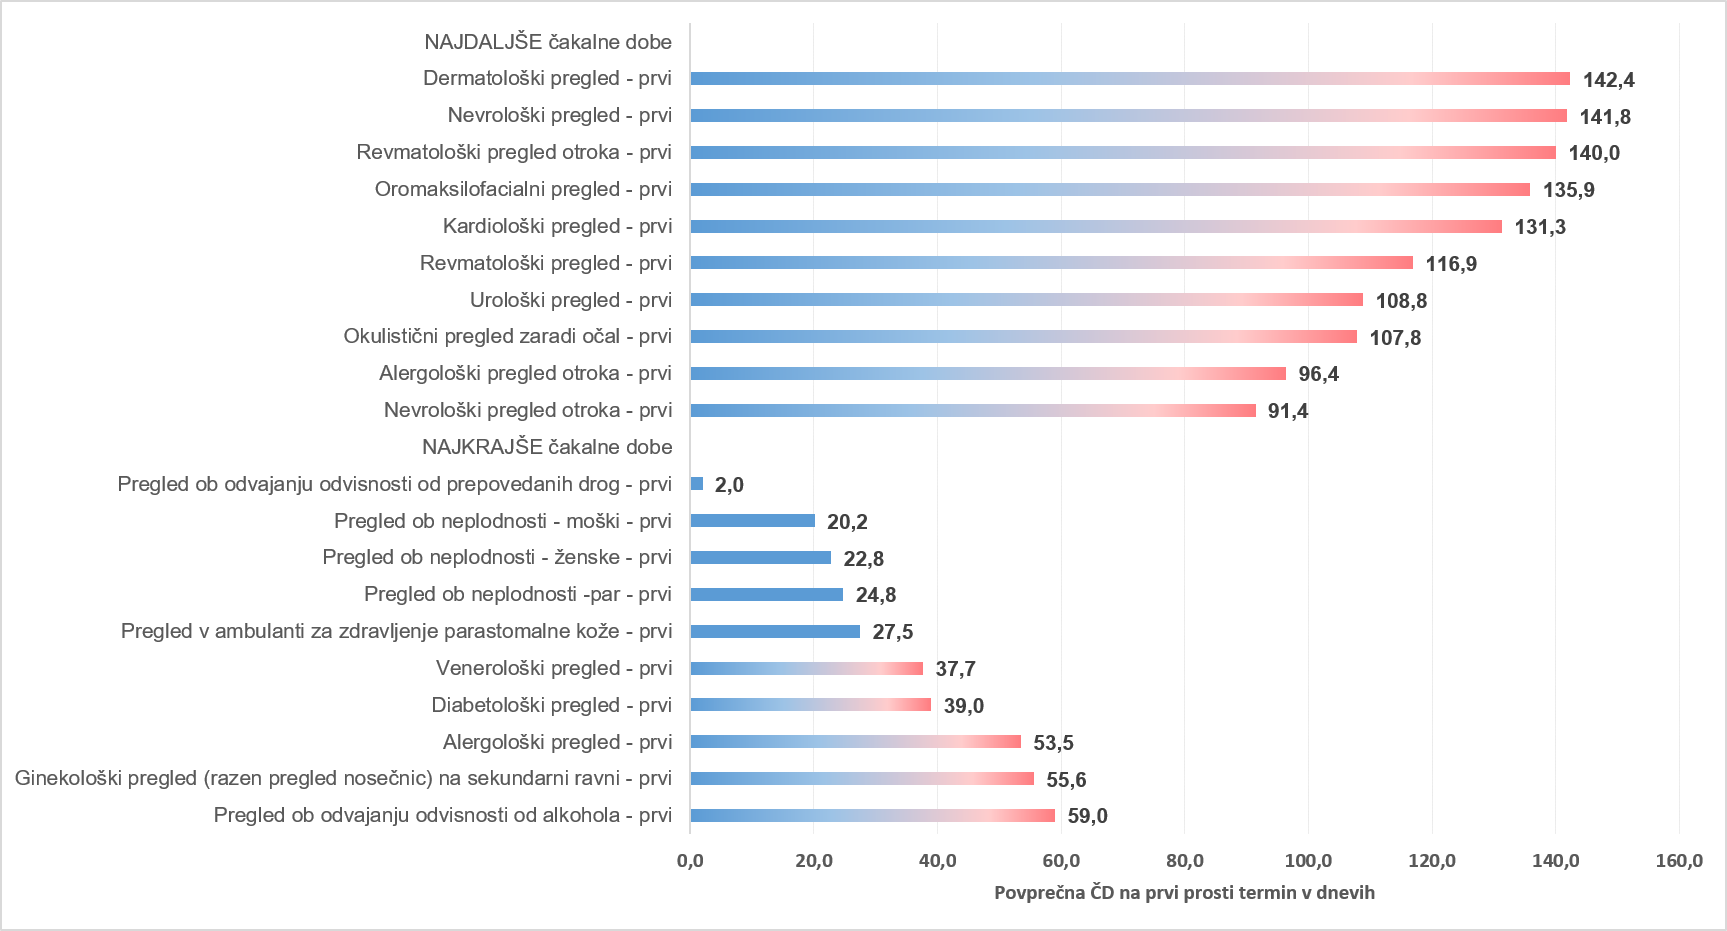 NAJDALJŠE čakalne dobe
Dermatološki pregled - prvi 142,4
Nevrološki pregled - prvi 141,8
Revmatološki pregled otroka - prvi 140,0
Oromaksilofacialni pregled - prvi 135,9
Kardiološki pregled - prvi 131,3
Revmatološki pregled - prvi 116,9
Urološki pregled - prvi 108,8
Okulistični pregled zaradi očal - prvi 107,8
Alergološki pregled otroka - prvi 96,4
Nevrološki pregled otroka - prvi 91,4
NAJKRAJŠE čakalne dobe
Pregled ob odvajanju odvisnosti od prepovedanih drog - prvi 2,0
Pregled ob neplodnosti - moški - prvi 20,2
Pregled ob neplodnosti - ženske - prvi 22,8
Pregled ob neplodnosti -par - prvi 24,8
Pregled v ambulanti za zdravljenje parastomalne kože - prvi 27,5
Venerološki pregled - prvi 37,7
Diabetološki pregled - prvi 39,0
Alergološki pregled - prvi 53,5
Ginekološki pregled (razen pregled nosečnic) na sekundarni ravni - prvi 55,6
Pregled ob odvajanju odvisnosti od alkohola - prvi 59,0
0,0 20,0 40,0 60,0 80,0 100,0 120,0 140,0 160,0
Povprečna ČD na prvi prosti termin v dnevih